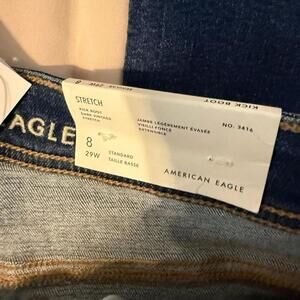 KICK BOOT
STRETCH
KICK BOOT
DARK VINTAGE
STRETCH
JAMBE LÉGÈREMENT ÉVASÉE
VIEILLI FONCÉ
EXTENSIBLE
NO. 3416
AGLE
8
29W
STANDARD
TAILLE BASSE
AMERICAN EAGLE